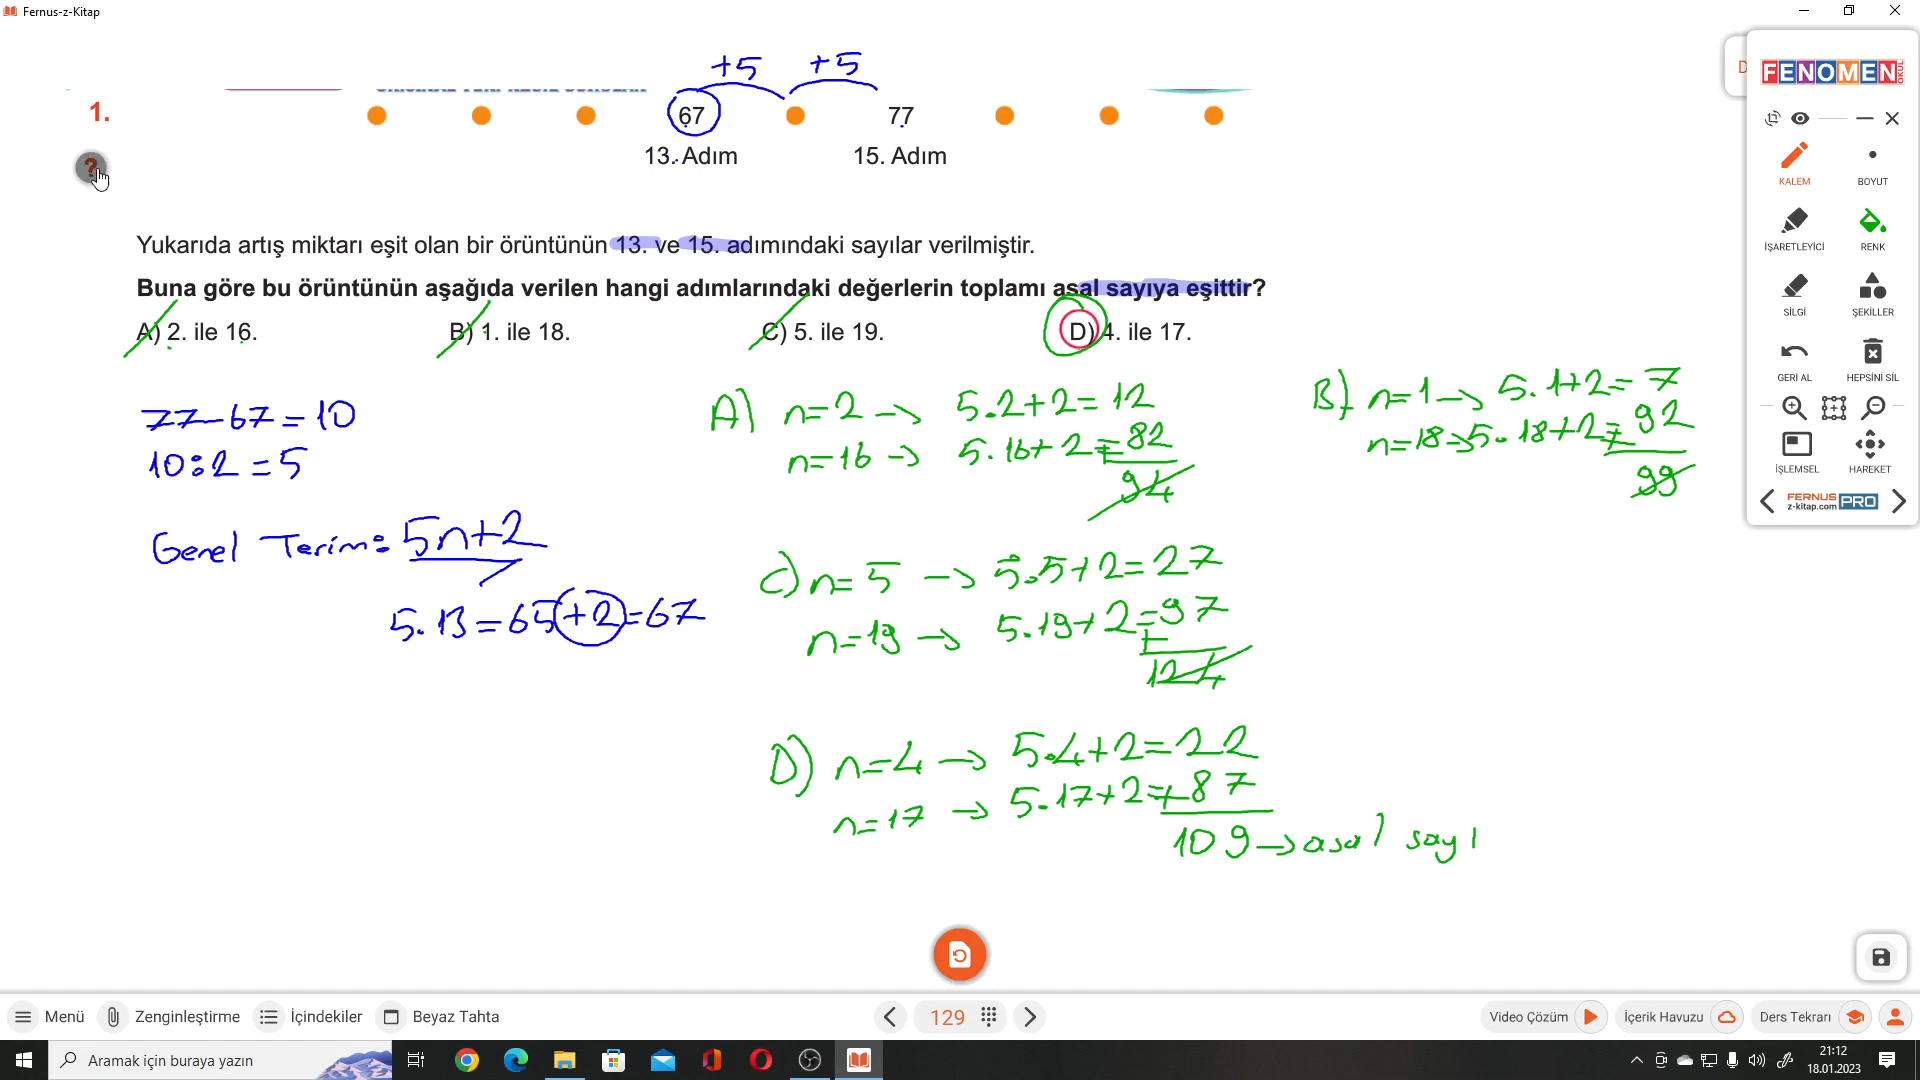 Fernus-z-Kitap
+5 +5
1.
67 77
13. Adım 15. Adım
Yukarıda artış miktarı eşit olan bir örüntünün 13. ve 15. adımındaki sayılar verilmiştir.
Buna göre bu örüntünün aşağıda verilen hangi adımlarındaki değerlerin toplamı asal sayıya eşittir?
A) 2. ile 16. B) 1. ile 18. C) 5. ile 19. D) 4. ile 17.
77-67=10
10:2=5
Genel Terim: 5n+2
5.13=65+2=67
A) n=2 → 5.2+2=12
n=16 → 5.16+2=82
+
94
B) n=1 → 5.1+2=7
n=18→5.18+2=92
+
99
C) n=5 → 5.5+2=27
n=19 → 5.19+2=97
+
124
D) n=4 → 5.4+2=22
n=17 → 5.17+2=+87
109→asal sayı
FENOMEN
OKUL
KALEM BOYUT
İŞARETLEYİCİ RENK
SİLGİ ŞEKİLLER
GERİ AL HEPSİNİ SİL
İŞLEMSEL HAREKET
FERNUS
z-kitap.com PRO
Menü Zenginleştirme İçindekiler Beyaz Tahta 129 Video Çözüm İçerik Havuzu Ders Tekrarı
Aramak için buraya yazın
21:12
18.01.2023